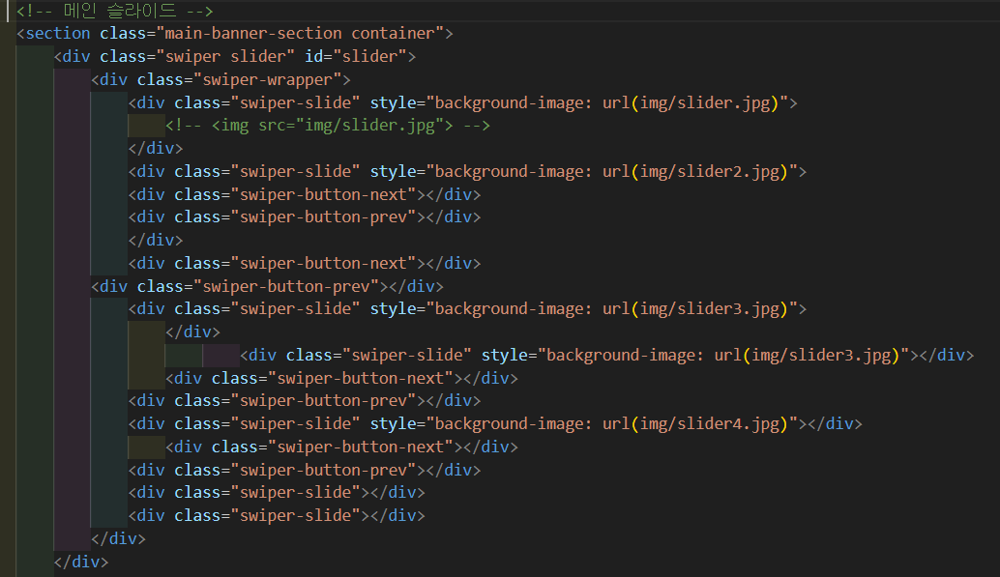 <!-- 메인 슬라이드 -->
<section class="main-banner-section container">
<div class="swiper slider" id="slider">
<div class="swiper-wrapper">
<div class="swiper-slide" style="background-image: url(img/slider.jpg)">
<!-- <img src="img/slider.jpg"> -->
</div>
<div class="swiper-slide" style="background-image: url(img/slider2.jpg)">
<div class="swiper-button-next"></div>
<div class="swiper-button-prev"></div>
</div>
<div class="swiper-button-next"></div>
<div class="swiper-button-prev"></div>
<div class="swiper-slide" style="background-image: url(img/slider3.jpg)">
</div>
<div class="swiper-slide" style="background-image: url(img/slider3.jpg)"></div>
<div class="swiper-button-next"></div>
<div class="swiper-button-prev"></div>
<div class="swiper-slide" style="background-image: url(img/slider4.jpg)"></div>
<div class="swiper-button-next"></div>
<div class="swiper-button-prev"></div>
<div class="swiper-slide"></div>
<div class="swiper-slide"></div>
</div>
</div>